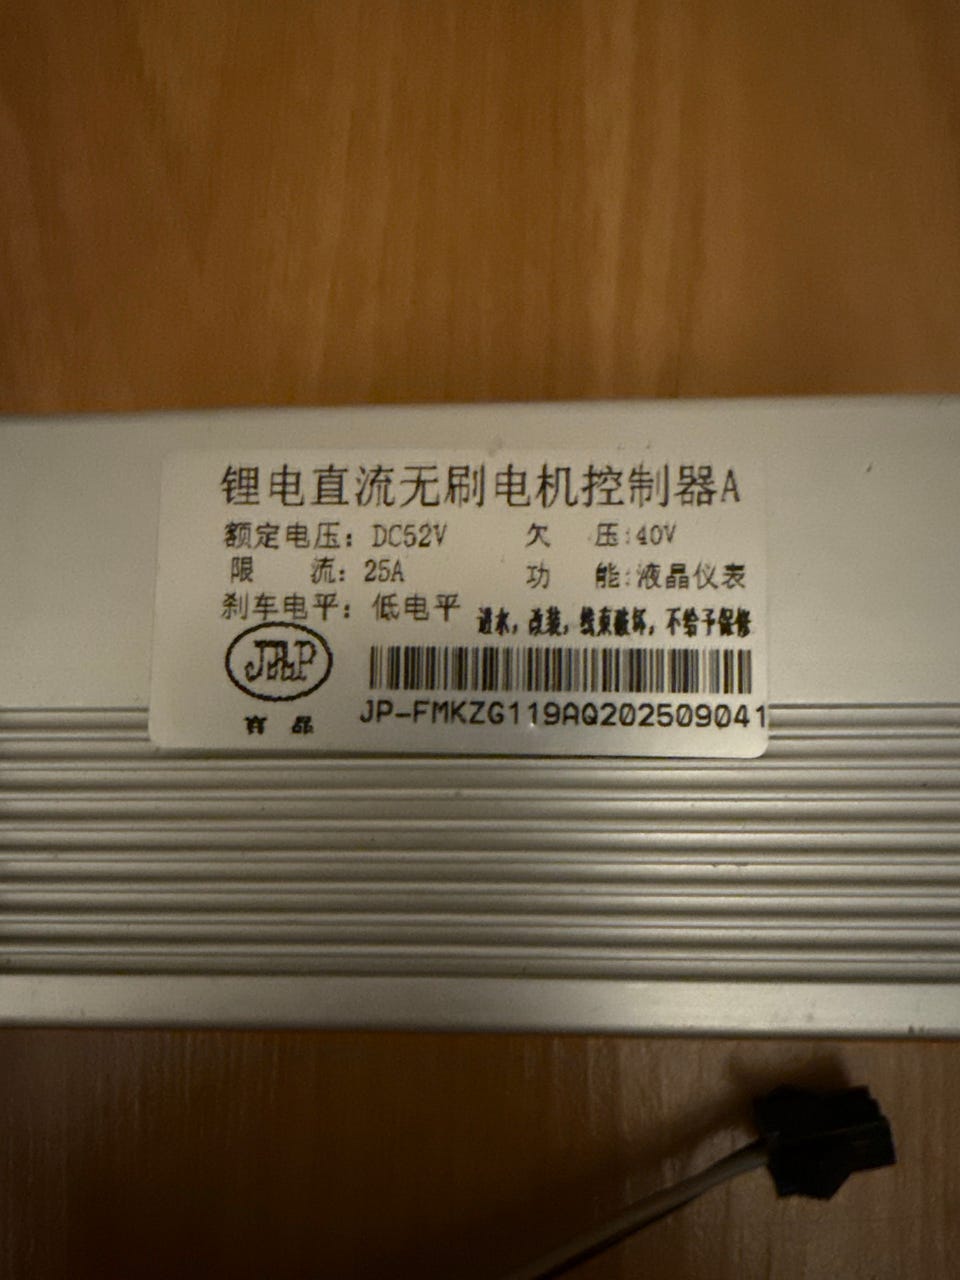 锂电直流无刷电机控制器A
额定电压：DC52V 欠 压:40V
限 流：25A 功 能:液晶仪表
刹车电平：低电平 进水，改装，线束破坏，不给予保修
JP-FMKZG119AQ202509041